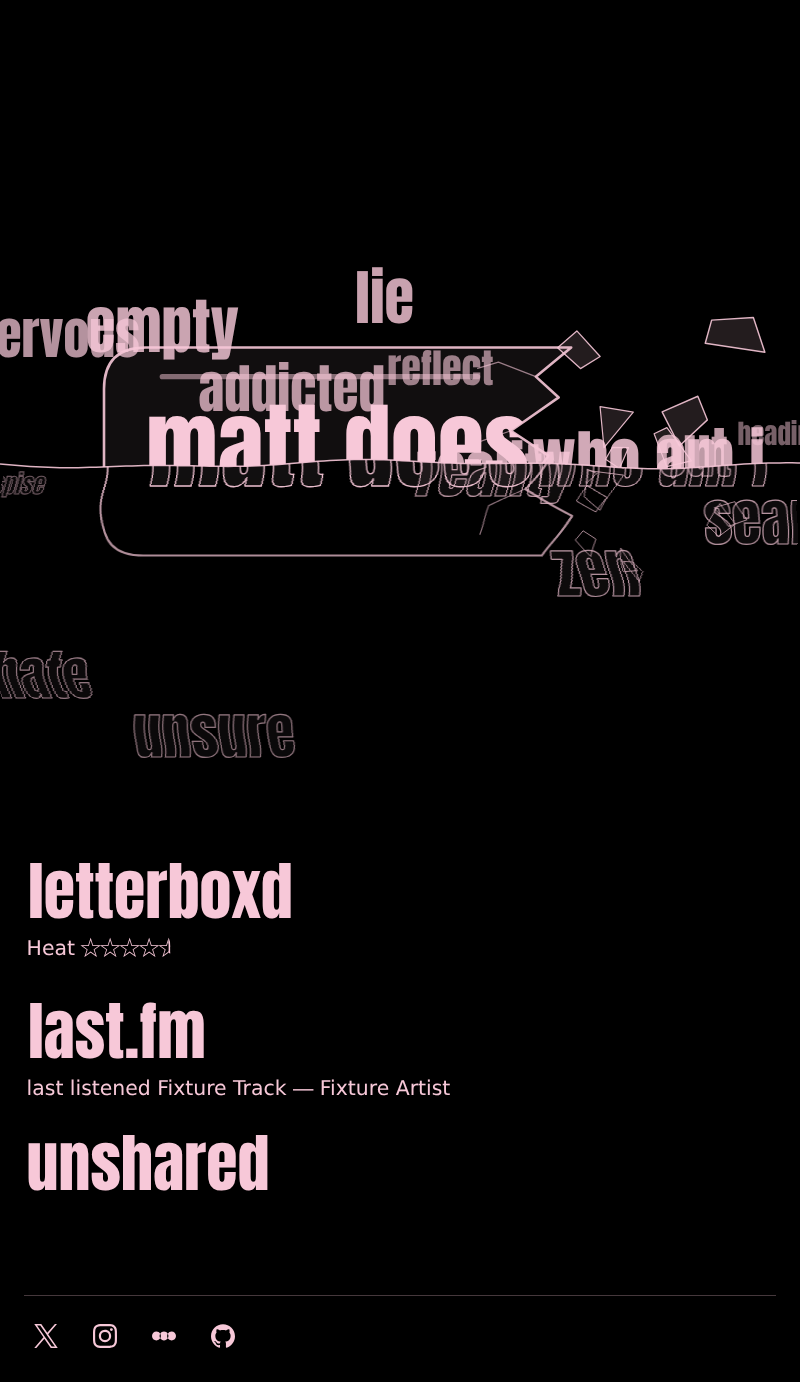 lie
empty
reflect
addicted
matt does
who am i
zen
hate
unsure
letterboxd
Heat ☆☆☆☆⯪
last.fm
last listened Fixture Track — Fixture Artist
unshared